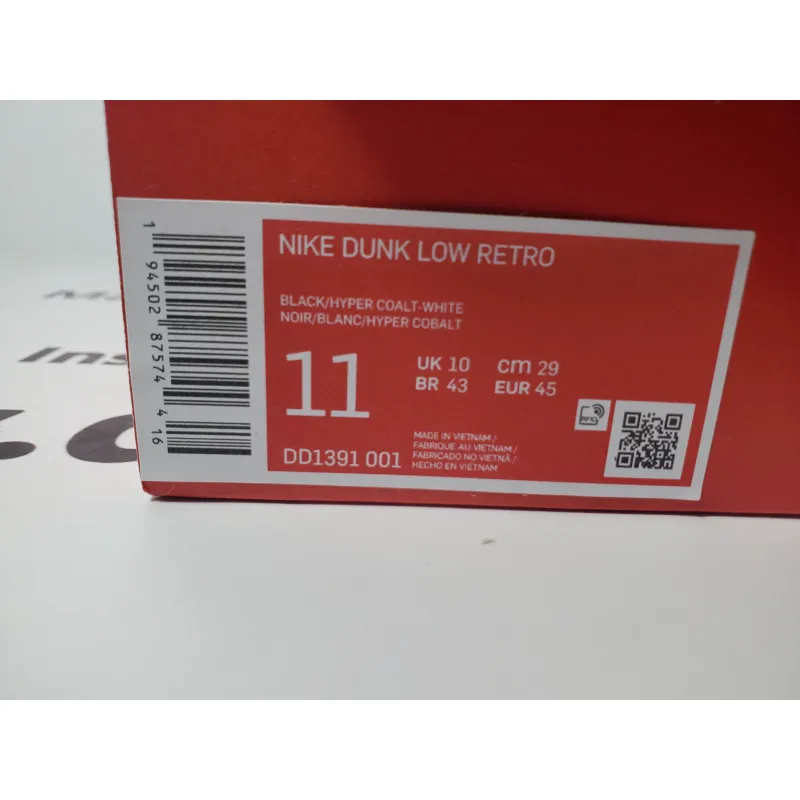 NIKE DUNK LOW RETRO
BLACK/HYPER COALT-WHITE
NOIR/BLANC/HYPER COBALT
11
UK 10 cm 29
BR 43 EUR 45
DD1391 001
MADE IN VIETNAM /
FABRIQUE AU VIETNAM /
FABRICADO NO VIETNÃ /
HECHO EN VIETNAM
RFID
1 94502 87574 4 16